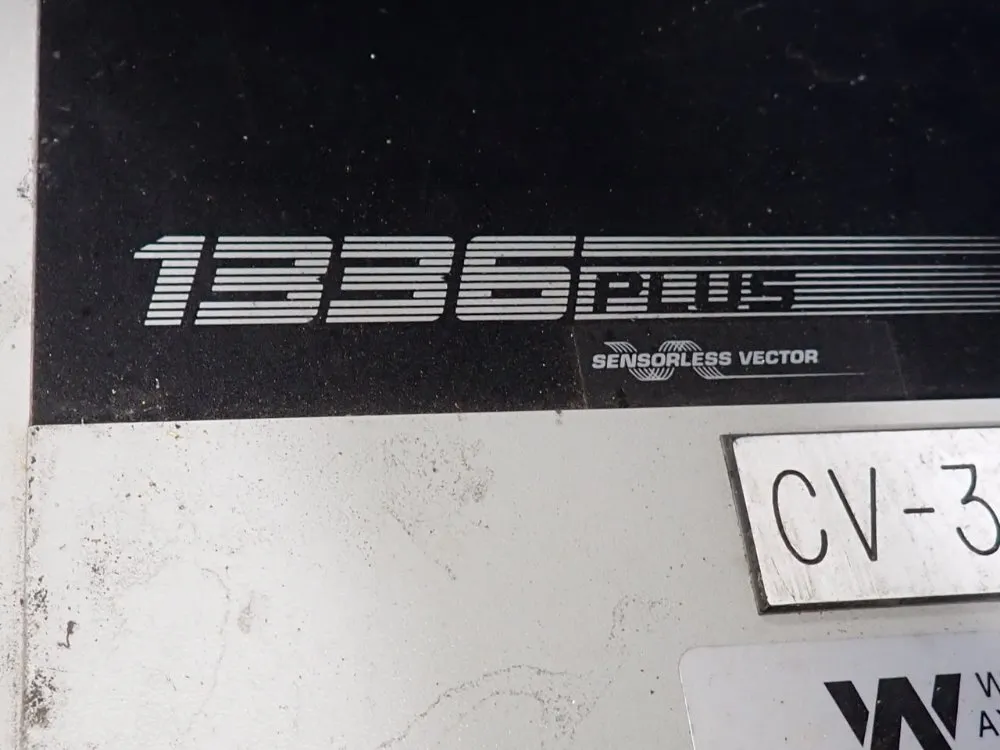 1336 PLUS
SENSORLESS VECTOR
CV-3
W